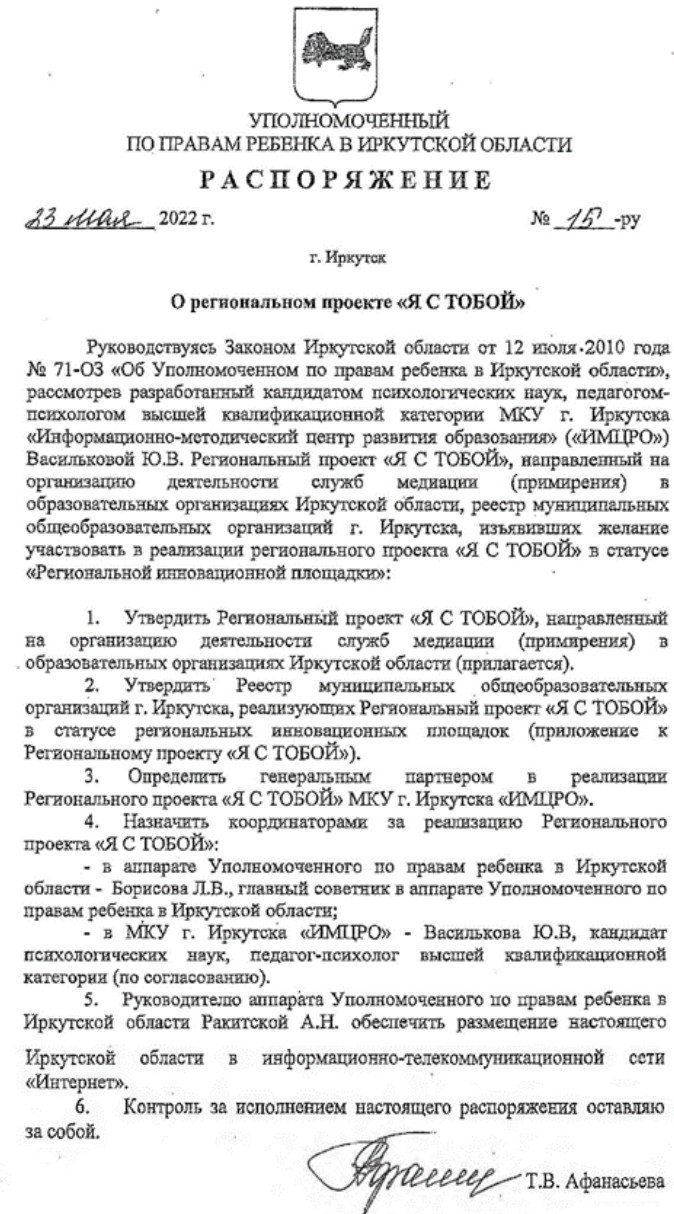 УПОЛНОМОЧЕННЫЙ
ПО ПРАВАМ РЕБЕНКА В ИРКУТСКОЙ ОБЛАСТИ
РАСПОРЯЖЕНИЕ
23 мая 2022 г. № 15 -ру
г. Иркутск
О региональном проекте «Я С ТОБОЙ»
Руководствуясь Законом Иркутской области от 12 июля 2010 года
№ 71-ОЗ «Об Уполномоченном по правам ребенка в Иркутской области»,
рассмотрев разработанный кандидатом психологических наук, педагогом-
психологом высшей квалификационной категории МКУ г. Иркутска
«Информационно-методический центр развития образования» («ИМЦРО»)
Васильковой Ю.В. Региональный проект «Я С ТОБОЙ», направленный на
организацию деятельности служб медиации (примирения) в
образовательных организациях Иркутской области, реестр муниципальных
общеобразовательных организаций г. Иркутска, изъявивших желание
участвовать в реализации регионального проекта «Я С ТОБОЙ» в статусе
«Региональной инновационной площадки»:
1. Утвердить Региональный проект «Я С ТОБОЙ», направленный
на организацию деятельности служб медиации (примирения) в
образовательных организациях Иркутской области (прилагается).
2. Утвердить Реестр муниципальных общеобразовательных
организаций г. Иркутска, реализующих Региональный проект «Я С ТОБОЙ»
в статусе региональных инновационных площадок (приложение к
Региональному проекту «Я С ТОБОЙ»).
3. Определить генеральным партнером в реализации
Регионального проекта «Я С ТОБОЙ» МКУ г. Иркутска «ИМЦРО».
4. Назначить координаторами за реализацию Регионального
проекта «Я С ТОБОЙ»:
- в аппарате Уполномоченного по правам ребенка в Иркутской
области - Борисова Л.В., главный советник в аппарате Уполномоченного по
правам ребенка в Иркутской области;
- в МКУ г. Иркутска «ИМЦРО» - Василькова Ю.В, кандидат
психологических наук, педагог-психолог высшей квалификационной
категории (по согласованию).
5. Руководителю аппарата Уполномоченного по правам ребенка в
Иркутской области Ракитской А.Н. обеспечить размещение настоящего
Иркутской области в информационно-телекоммуникационной сети
«Интернет».
6. Контроль за исполнением настоящего распоряжения оставляю
за собой.
Т.В. Афанасьева